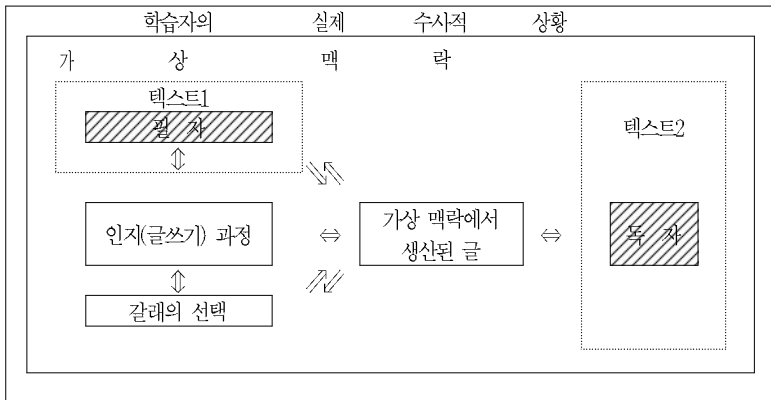 학습자의 실제 수사적 상황
가 상 맥 락
텍스트1
필 자
텍스트2
인지(글쓰기) 과정
가상 맥락에서
생산된 글
독 자
갈래의 선택